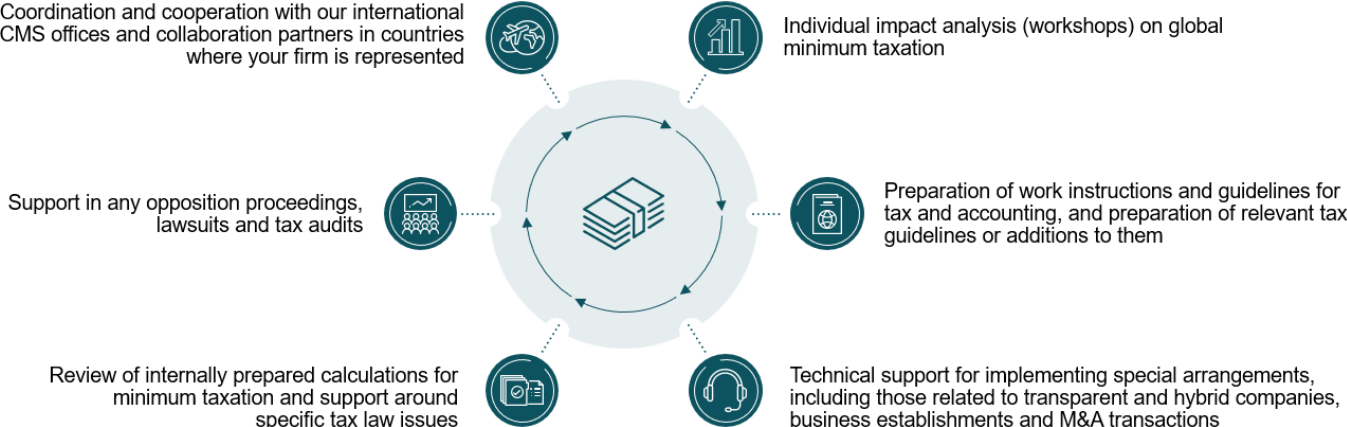 Coordination and cooperation with our international
CMS offices and collaboration partners in countries
where your firm is represented
Individual impact analysis (workshops) on global
minimum taxation
Support in any opposition proceedings,
lawsuits and tax audits
Preparation of work instructions and guidelines for
tax and accounting, and preparation of relevant tax
guidelines or additions to them
Review of internally prepared calculations for
minimum taxation and support around
specific tax law issues
Technical support for implementing special arrangements,
including those related to transparent and hybrid companies,
business establishments and M&A transactions